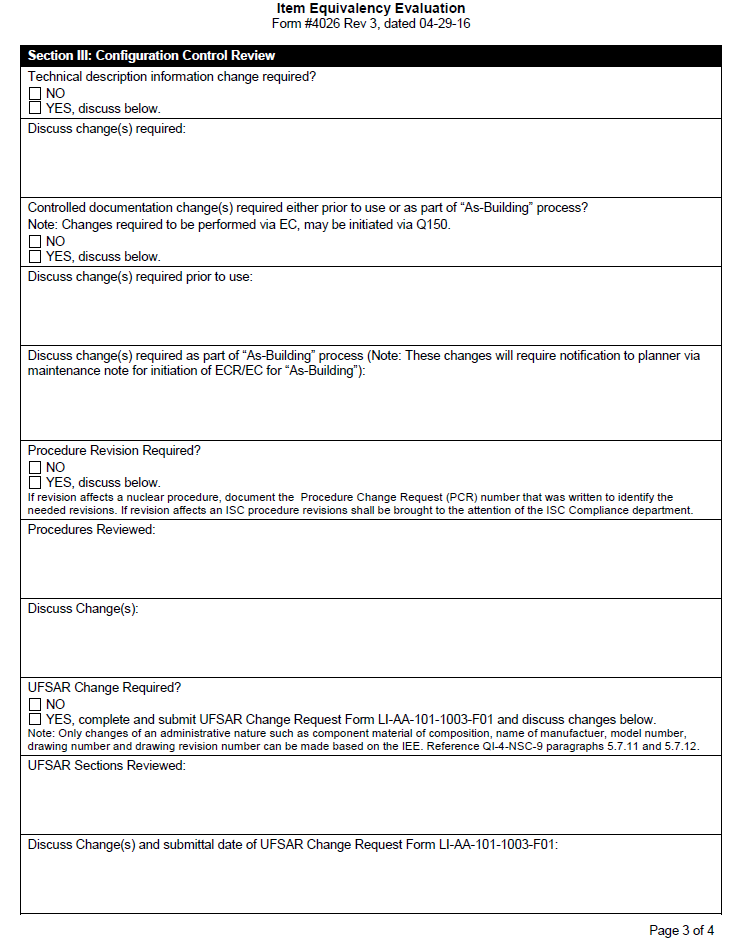 Item Equivalency Evaluation
Form #4026 Rev 3, dated 04-29-16
Section III: Configuration Control Review
Technical description information change required?
NO
YES, discuss below.
Discuss change(s) required:
Controlled documentation change(s) required either prior to use or as part of “As-Building” process?
Note: Changes required to be performed via EC, may be initiated via Q150.
NO
YES, discuss below.
Discuss change(s) required prior to use:
Discuss change(s) required as part of “As-Building” process (Note: These changes will require notification to planner via
maintenance note for initiation of ECR/EC for “As-Building”):
Procedure Revision Required?
NO
YES, discuss below.
If revision affects a nuclear procedure, document the Procedure Change Request (PCR) number that was written to identify the
needed revisions. If revision affects an ISC procedure revisions shall be brought to the attention of the ISC Compliance department.
Procedures Reviewed:
Discuss Change(s):
UFSAR Change Required?
NO
YES, complete and submit UFSAR Change Request Form LI-AA-101-1003-F01 and discuss changes below.
Note: Only changes of an administrative nature such as component material of composition, name of manufactuer, model number,
drawing number and drawing revision number can be made based on the IEE. Reference QI-4-NSC-9 paragraphs 5.7.11 and 5.7.12.
UFSAR Sections Reviewed:
Discuss Change(s) and submittal date of UFSAR Change Request Form LI-AA-101-1003-F01:
Page 3 of 4